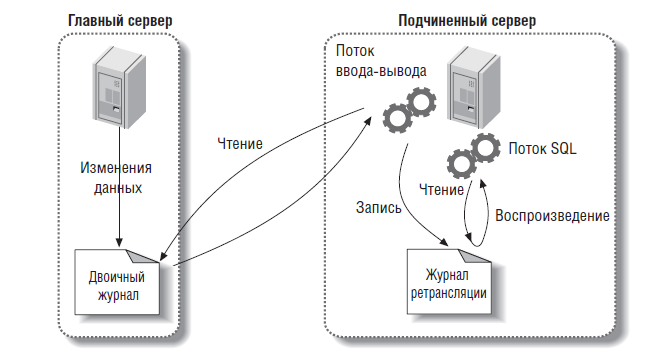 Главный сервер
Подчиненный сервер
Поток
ввода-вывода
Чтение
Поток SQL
Изменения
данных
Чтение
Запись
Воспроизведение
Двоичный
журнал
Журнал
ретрансляции